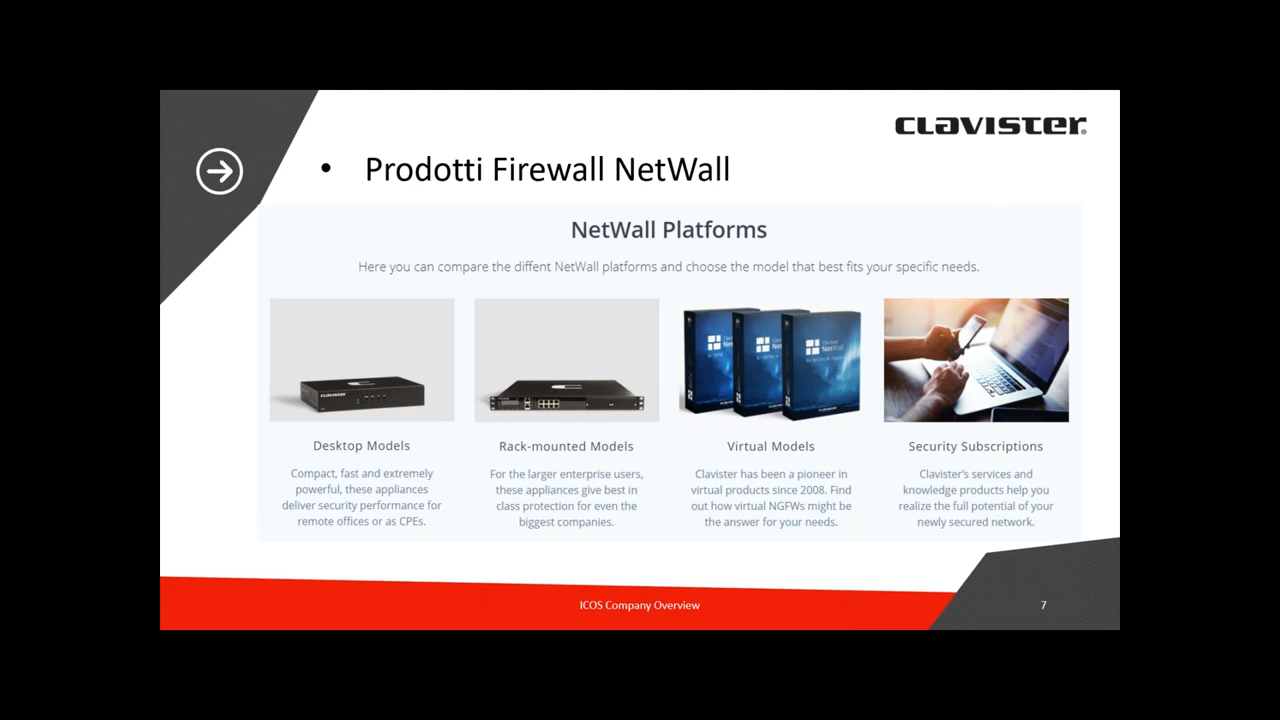 CLAVISTER®
• Prodotti Firewall NetWall
NetWall Platforms
Here you can compare the diffent NetWall platforms and choose the model that best fits your specific needs.
CLAVISTER
NetWall
Desktop Models
Rack-mounted Models
Virtual Models
Security Subscriptions
Compact, fast and extremely
powerful, these appliances
deliver security performance for
remote offices or as CPEs.
For the larger enterprise users,
these appliances give best in
class protection for even the
biggest companies.
Clavister has been a pioneer in
virtual products since 2008. Find
out how virtual NGFWs might be
the answer for your needs.
Clavister's services and
knowledge products help you
realize the full potential of your
newly secured network.
ICOS Company Overview
7